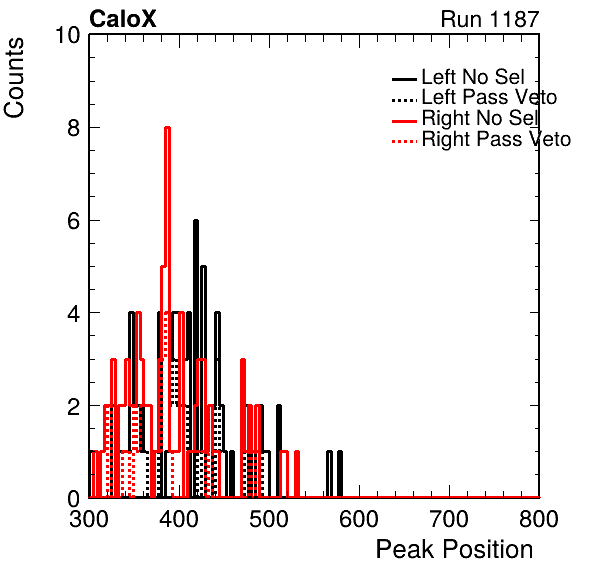 CaloX Run 1187
Counts
10
8
6
4
2
0
Left No Sel
Left Pass Veto
Right No Sel
Right Pass Veto
300 400 500 600 700 800
Peak Position